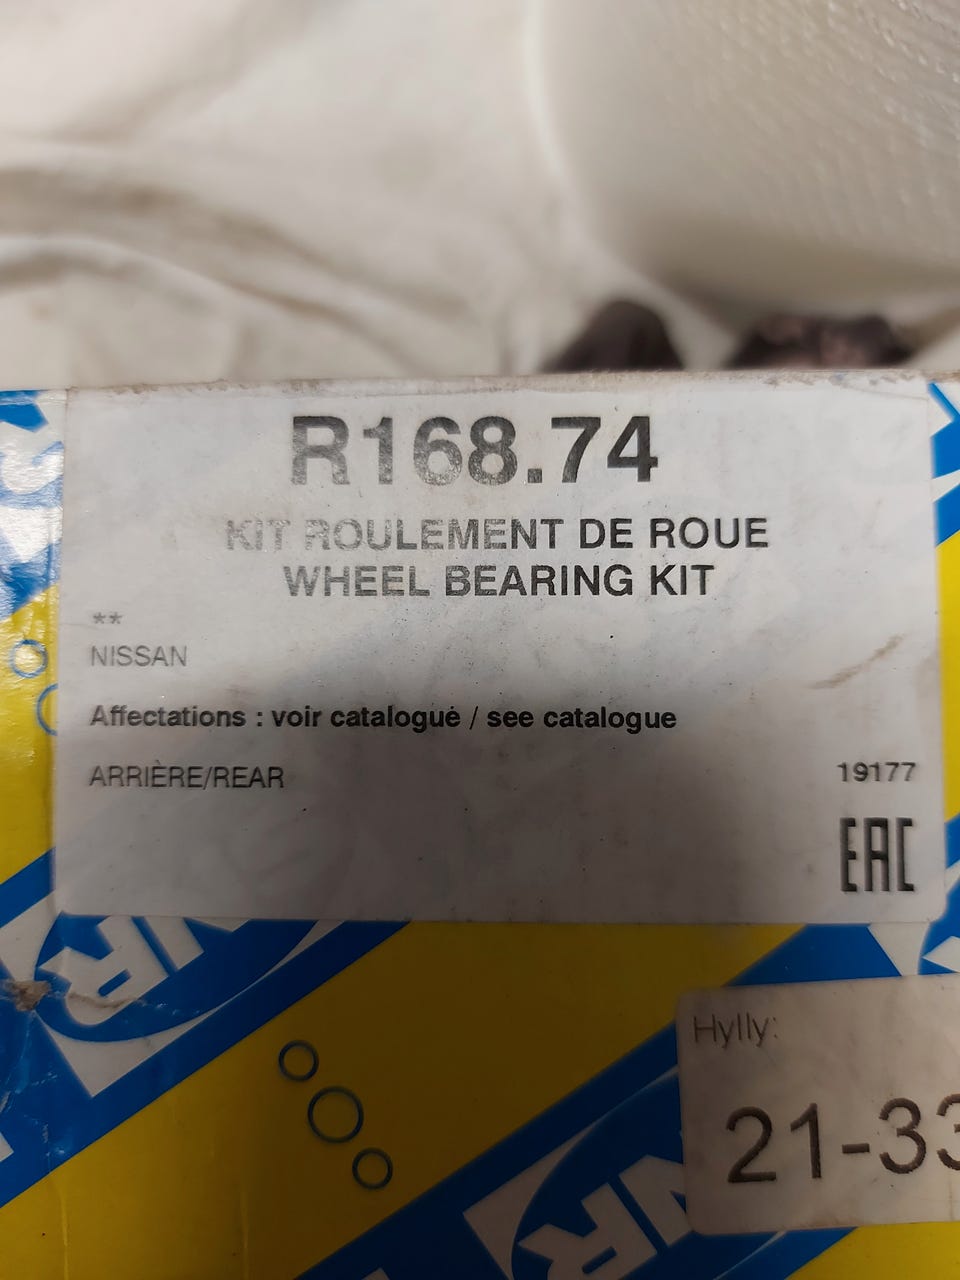 R168.74
KIT ROULEMENT DE ROUE
WHEEL BEARING KIT
**
NISSAN
Affectations : voir catalogue / see catalogue
ARRIÈRE/REAR
19177
EAC
Hylly:
21-33